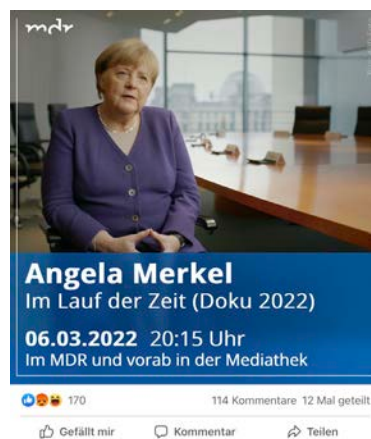 mdr
Angela Merkel
Im Lauf der Zeit (Doku 2022)
06.03.2022 20:15 Uhr
Im MDR und vorab in der Mediathek
170
114 Kommentare 12 Mal geteilt
Gefällt mir
Kommentar
Teilen